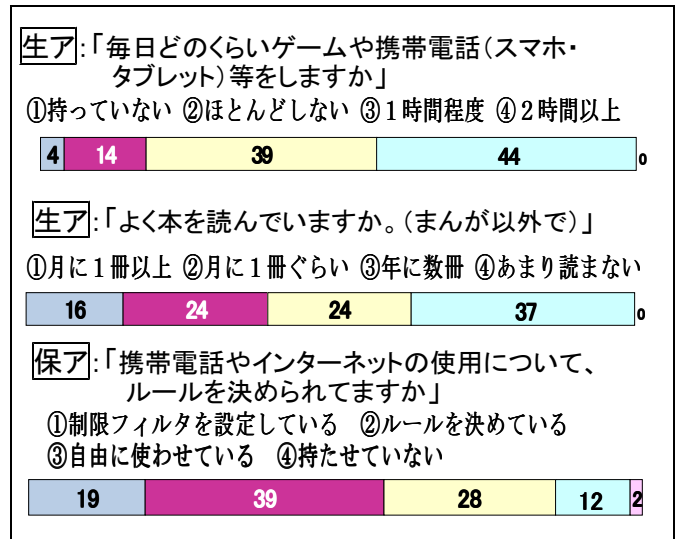 生ア:「毎日どのくらいゲームや携帯電話(スマホ・
タブレット)等をしますか」
①持っていない ②ほとんどしない ③1時間程度 ④2時間以上
4 14 39 44 0
生ア:「よく本を読んでいますか。(まんが以外で)」
①月に1冊以上 ②月に1冊ぐらい ③年に数冊 ④あまり読まない
16 24 24 37 0
保ア:「携帯電話やインターネットの使用について、
ルールを決められてますか」
①制限フィルタを設定している ②ルールを決めている
③自由に使わせている ④持たせていない
19 39 28 12 2